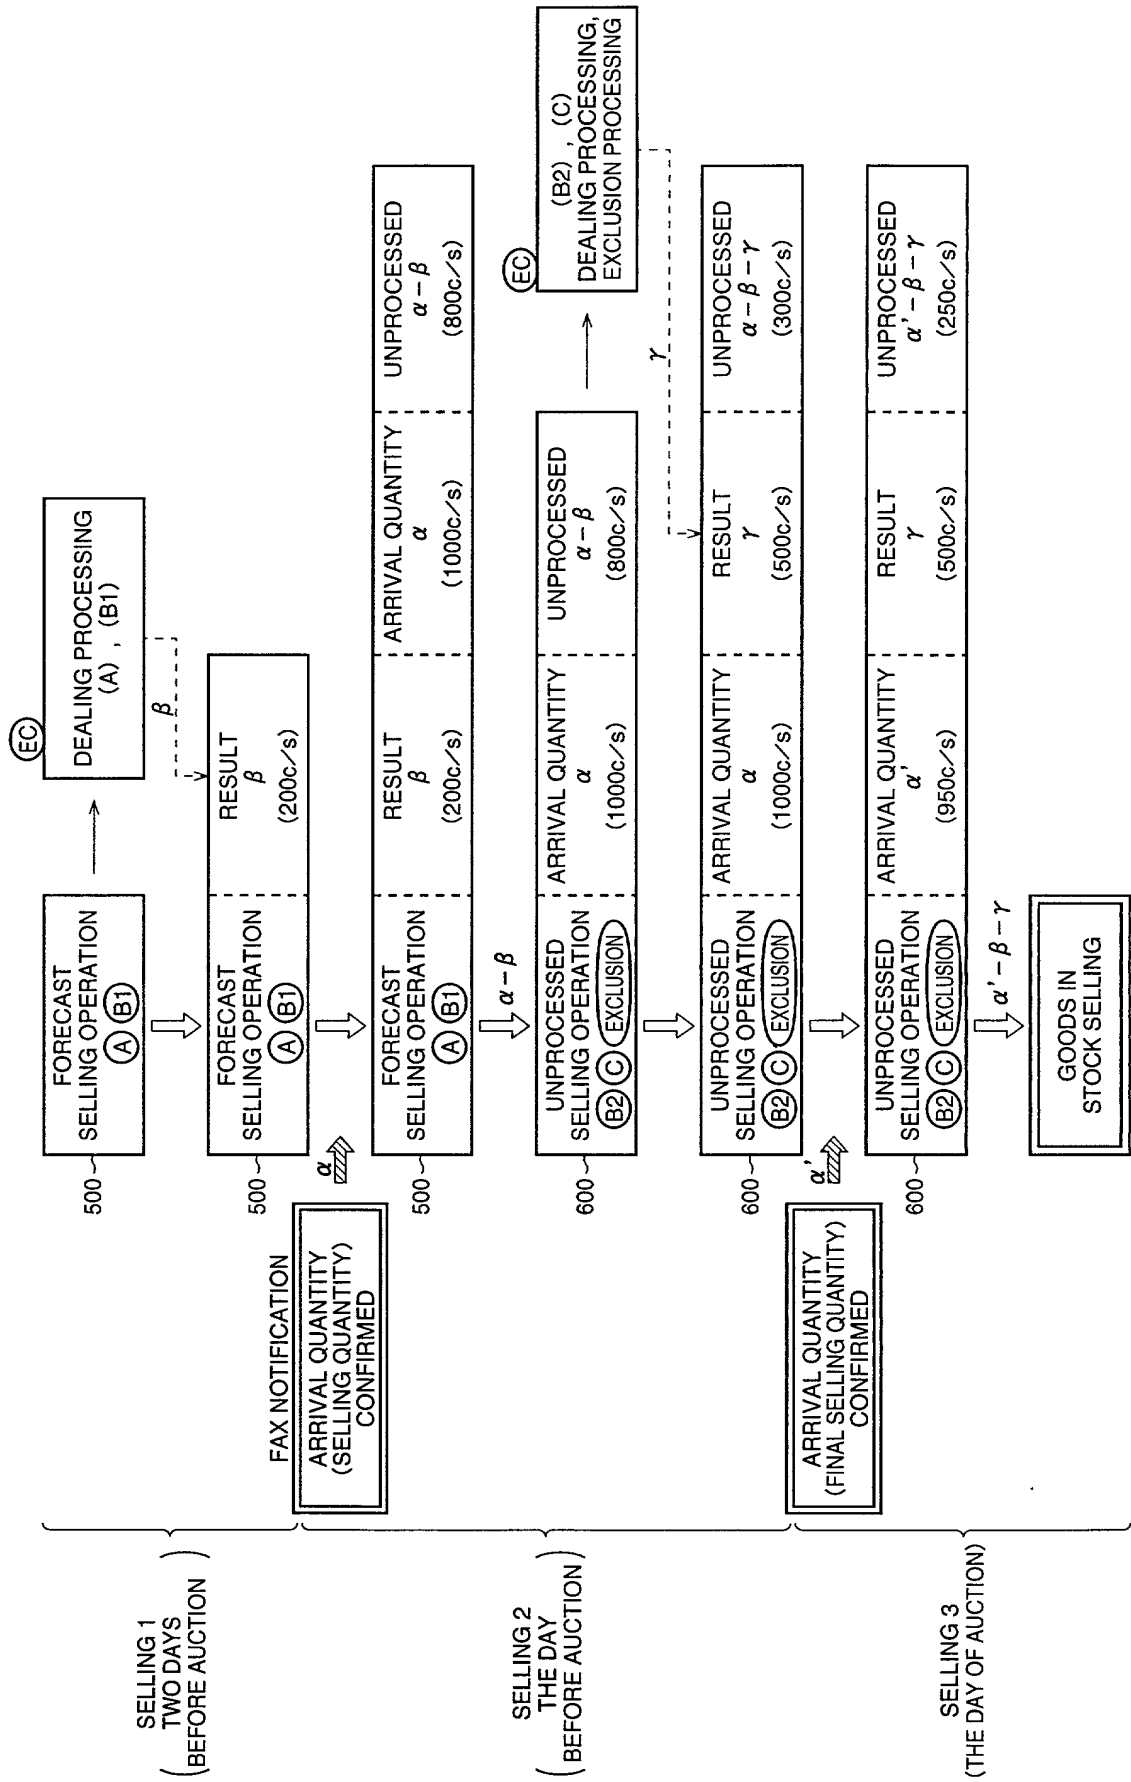 SELLING 1
TWO DAYS
(BEFORE AUCTION)
FORECAST
SELLING OPERATION
A B1
500
EC
DEALING PROCESSING
(A) , (B1)
β
FORECAST
SELLING OPERATION
A B1
500
RESULT
β
(200c/s)
SELLING 2
THE DAY
(BEFORE AUCTION)
FAX NOTIFICATION
ARRIVAL QUANTITY
(SELLING QUANTITY)
CONFIRMED
α
FORECAST
SELLING OPERATION
A B1
500
RESULT
β
(200c/s)
ARRIVAL QUANTITY
α
(1000c/s)
UNPROCESSED
α-β
(800c/s)
α-β
UNPROCESSED
SELLING OPERATION
B2 C EXCLUSION
600
ARRIVAL QUANTITY
α
(1000c/s)
UNPROCESSED
α-β
(800c/s)
EC
(B2) , (C)
DEALING PROCESSING,
EXCLUSION PROCESSING
γ
UNPROCESSED
SELLING OPERATION
B2 C EXCLUSION
600
ARRIVAL QUANTITY
α
(1000c/s)
RESULT
γ
(500c/s)
UNPROCESSED
α-β-γ
(300c/s)
SELLING 3
(THE DAY OF AUCTION)
ARRIVAL QUANTITY
(FINAL SELLING QUANTITY)
CONFIRMED
α'
UNPROCESSED
SELLING OPERATION
B2 C EXCLUSION
600
ARRIVAL QUANTITY
α'
(950c/s)
RESULT
γ
(500c/s)
UNPROCESSED
α'-β-γ
(250c/s)
α'-β-γ
GOODS IN
STOCK SELLING